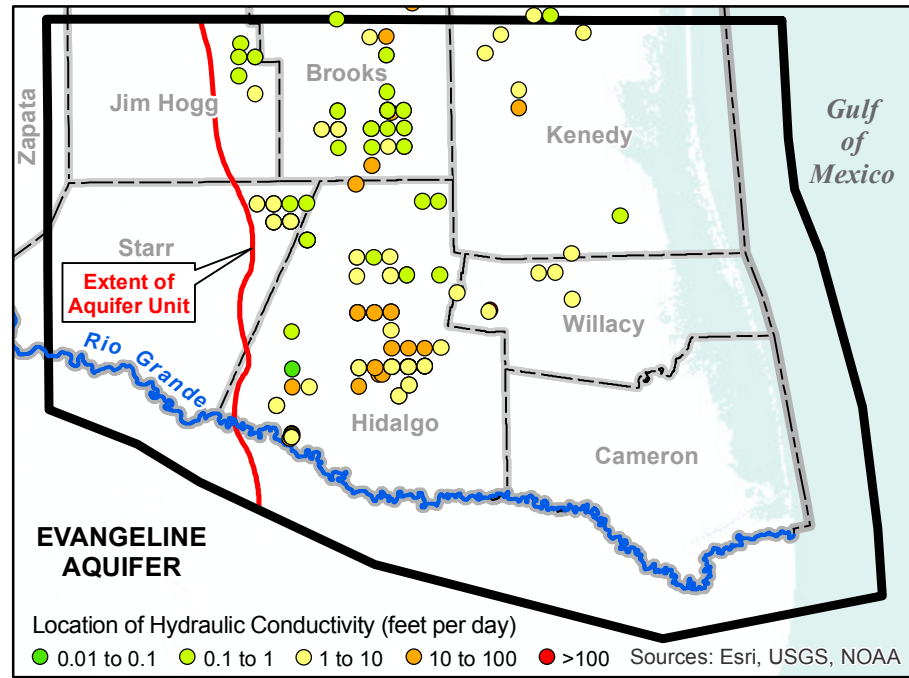 Brooks
Jim Hogg
Zapata
Kenedy
Gulf
of
Mexico
Starr
Extent of
Aquifer Unit
Willacy
Rio Grande
Hidalgo
Cameron
EVANGELINE
AQUIFER
Location of Hydraulic Conductivity (feet per day)
0.01 to 0.1 0.1 to 1 1 to 10 10 to 100 >100 Sources: Esri, USGS, NOAA